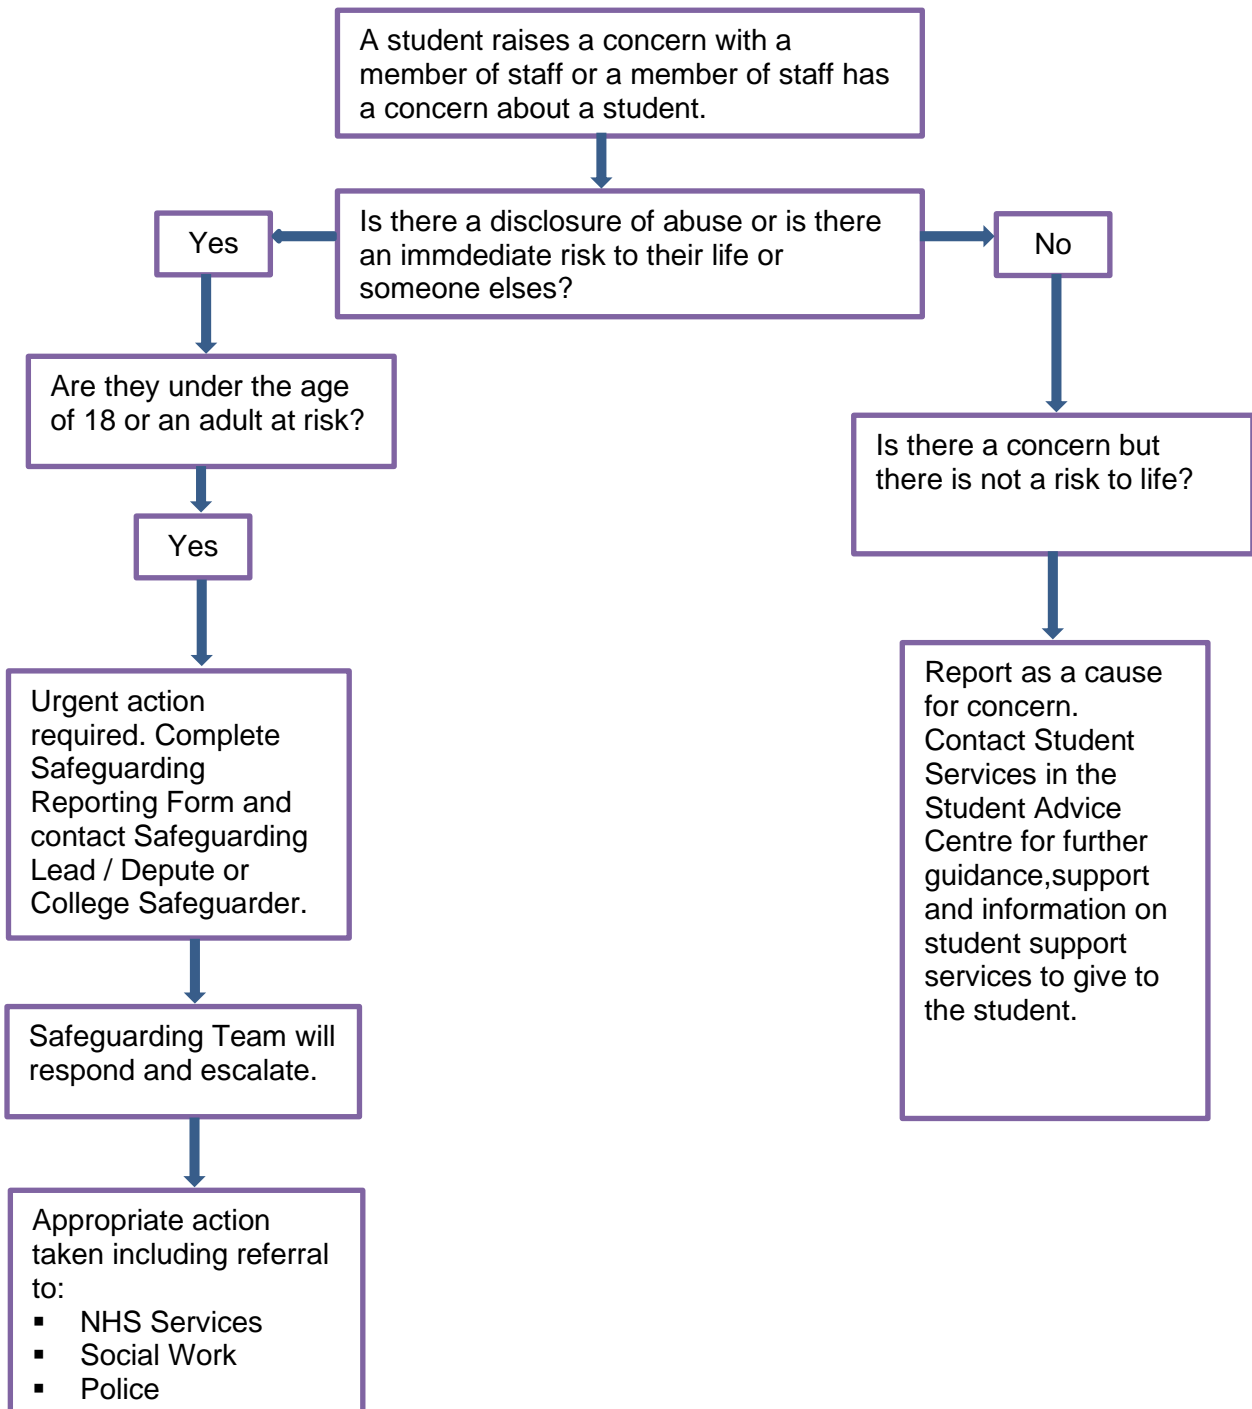 A student raises a concern with a
member of staff or a member of staff has
a concern about a student.
Is there a disclosure of abuse or is there
an immdediate risk to their life or
someone elses?
Yes
No
Are they under the age
of 18 or an adult at risk?
Is there a concern but
there is not a risk to life?
Yes
Urgent action
required. Complete
Safeguarding
Reporting Form and
contact Safeguarding
Lead / Depute or
College Safeguarder.
Report as a cause
for concern.
Contact Student
Services in the
Student Advice
Centre for further
guidance,support
and information on
student support
services to give to
the student.
Safeguarding Team will
respond and escalate.
Appropriate action
taken including referral
to:
▪ NHS Services
▪ Social Work
▪ Police